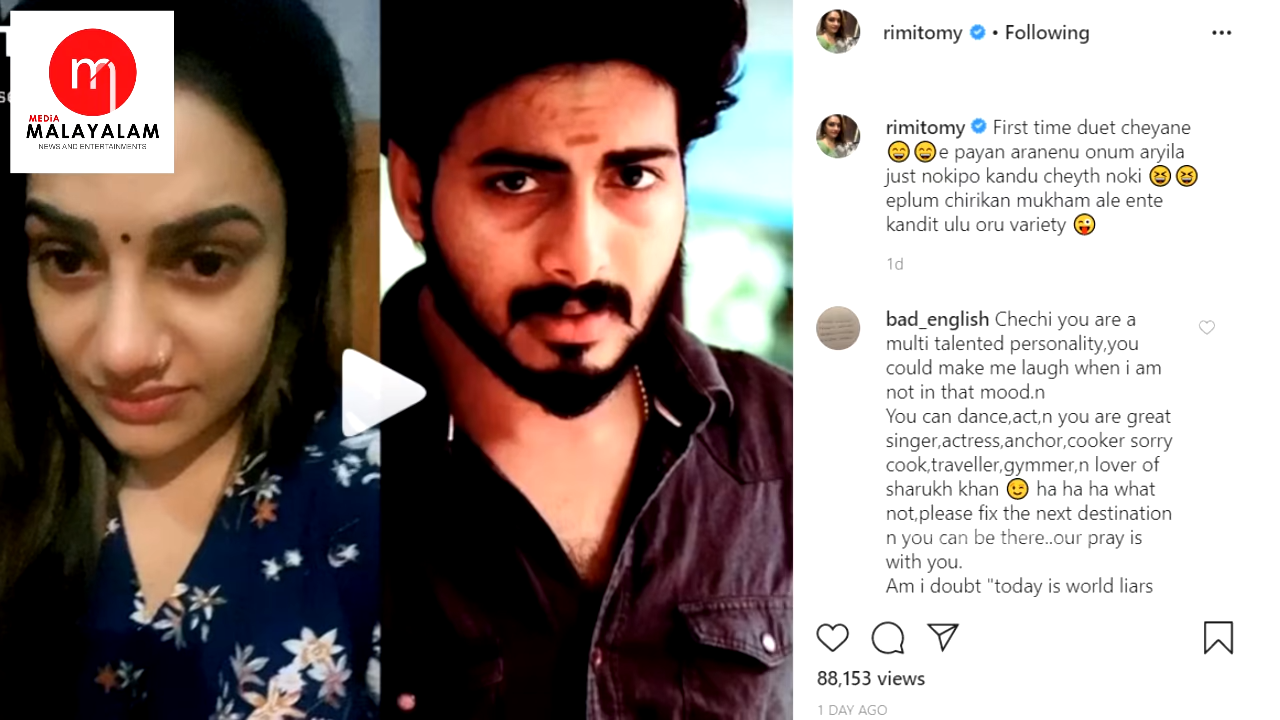 m
MEDiA
MALAYALAM
NEWS AND ENTERTAINMENTS
rimitomy • Following
rimitomy First time duet cheyane
😄😄e payan aranenu onum aryila
just nokipo kandu cheyth noki 😆😆
eplum chirikan mukham ale ente
kandit ulu oru variety 😜
1d
bad_english Chechi you are a
multi talented personality,you
could make me laugh when i am
not in that mood.n
You can dance,act,n you are great
singer,actress,anchor,cooker sorry
cook,traveller,gymmer,n lover of
sharukh khan 😉 ha ha ha what
not,please fix the next destination
n you can be there..our pray is
with you.
Am i doubt "today is world liars
88,153 views
1 DAY AGO